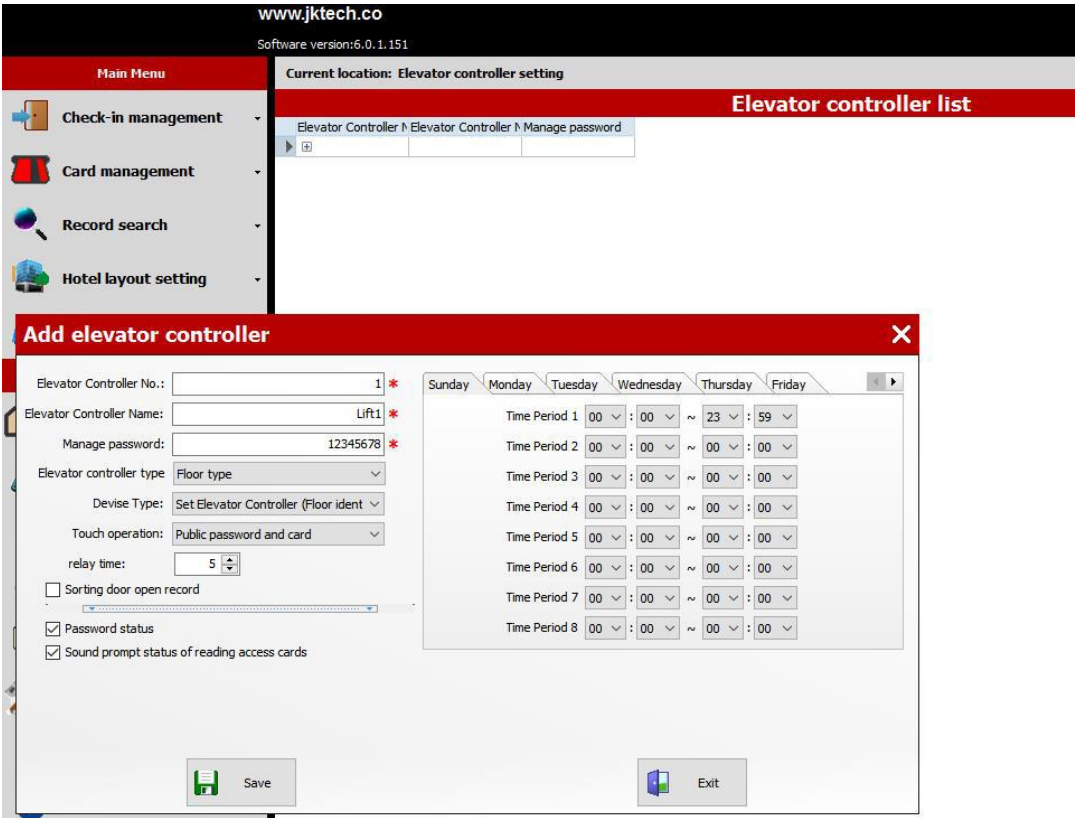 www.jktech.co
Software version:6.0.1.151
Main Menu
Current location: Elevator controller setting
Elevator controller list
Check-in management
Elevator Controller N Elevator Controller N Manage password
Card management
Record search
Hotel layout setting
Add elevator controller
Elevator Controller No.: 1 *
Elevator Controller Name: Lift1 *
Manage password: 12345678 *
Elevator controller type Floor type
Devise Type: Set Elevator Controller (Floor ident
Touch operation: Public password and card
relay time: 5
Sorting door open record
Password status
Sound prompt status of reading access cards
Sunday Monday Tuesday Wednesday Thursday Friday
Time Period 1 00 : 00 ~ 23 : 59
Time Period 2 00 : 00 ~ 00 : 00
Time Period 3 00 : 00 ~ 00 : 00
Time Period 4 00 : 00 ~ 00 : 00
Time Period 5 00 : 00 ~ 00 : 00
Time Period 6 00 : 00 ~ 00 : 00
Time Period 7 00 : 00 ~ 00 : 00
Time Period 8 00 : 00 ~ 00 : 00
Save
Exit